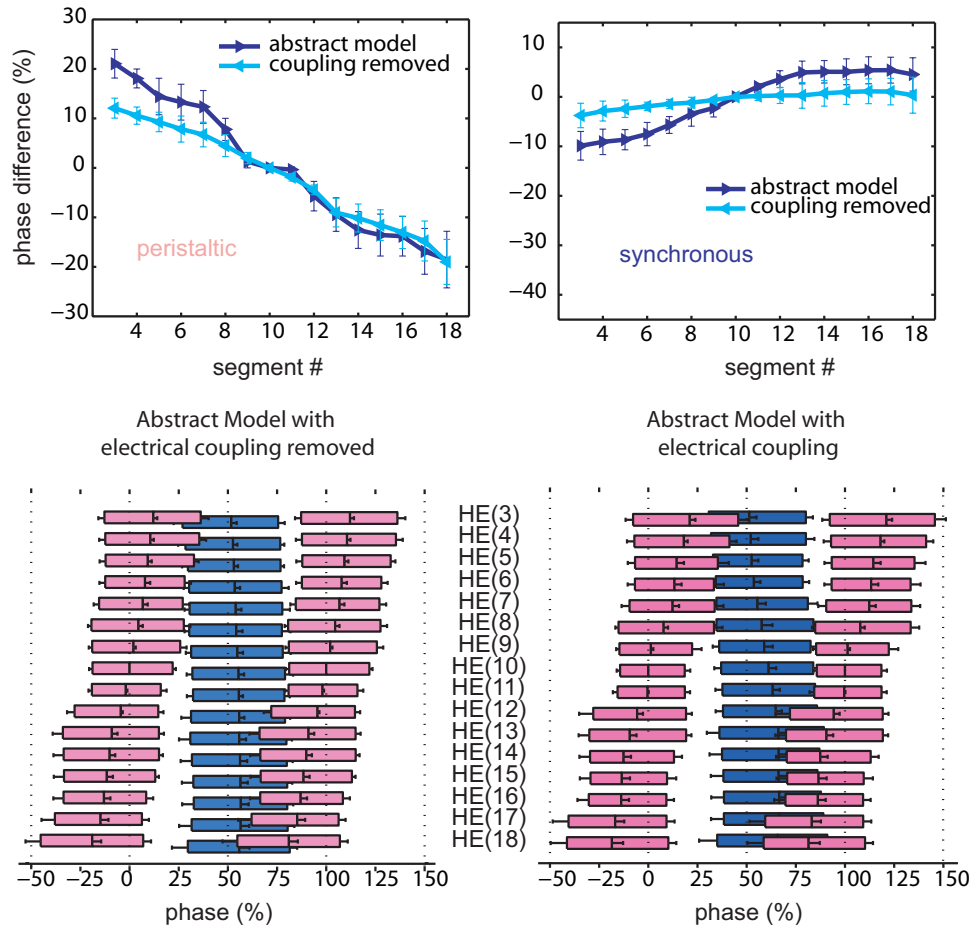 30
20
10
0
−10
−20
−30
phase difference (%)
abstract model
coupling removed
peristaltic
4 6 8 10 12 14 16 18
segment #
10
0
−10
−20
−30
−40
abstract model
coupling removed
synchronous
4 6 8 10 12 14 16 18
segment #
Abstract Model with
electrical coupling removed
Abstract Model with
electrical coupling
HE(3)
HE(4)
HE(5)
HE(6)
HE(7)
HE(8)
HE(9)
HE(10)
HE(11)
HE(12)
HE(13)
HE(14)
HE(15)
HE(16)
HE(17)
HE(18)
−50 −25 0 25 50 75 100 125 150
phase (%)
−50 −25 0 25 50 75 100 125 150
phase (%)